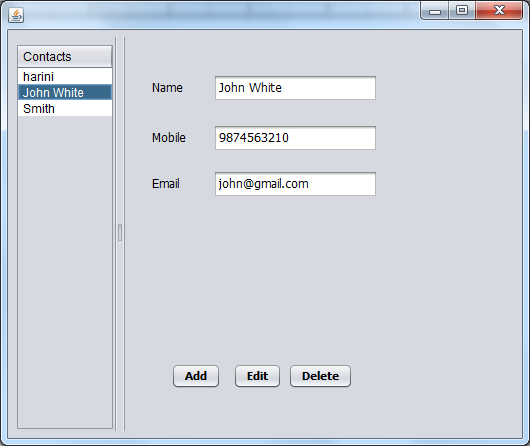 Contacts
harini
John White
Smith
Name John White
Mobile 9874563210
Email john@gmail.com
Add Edit Delete